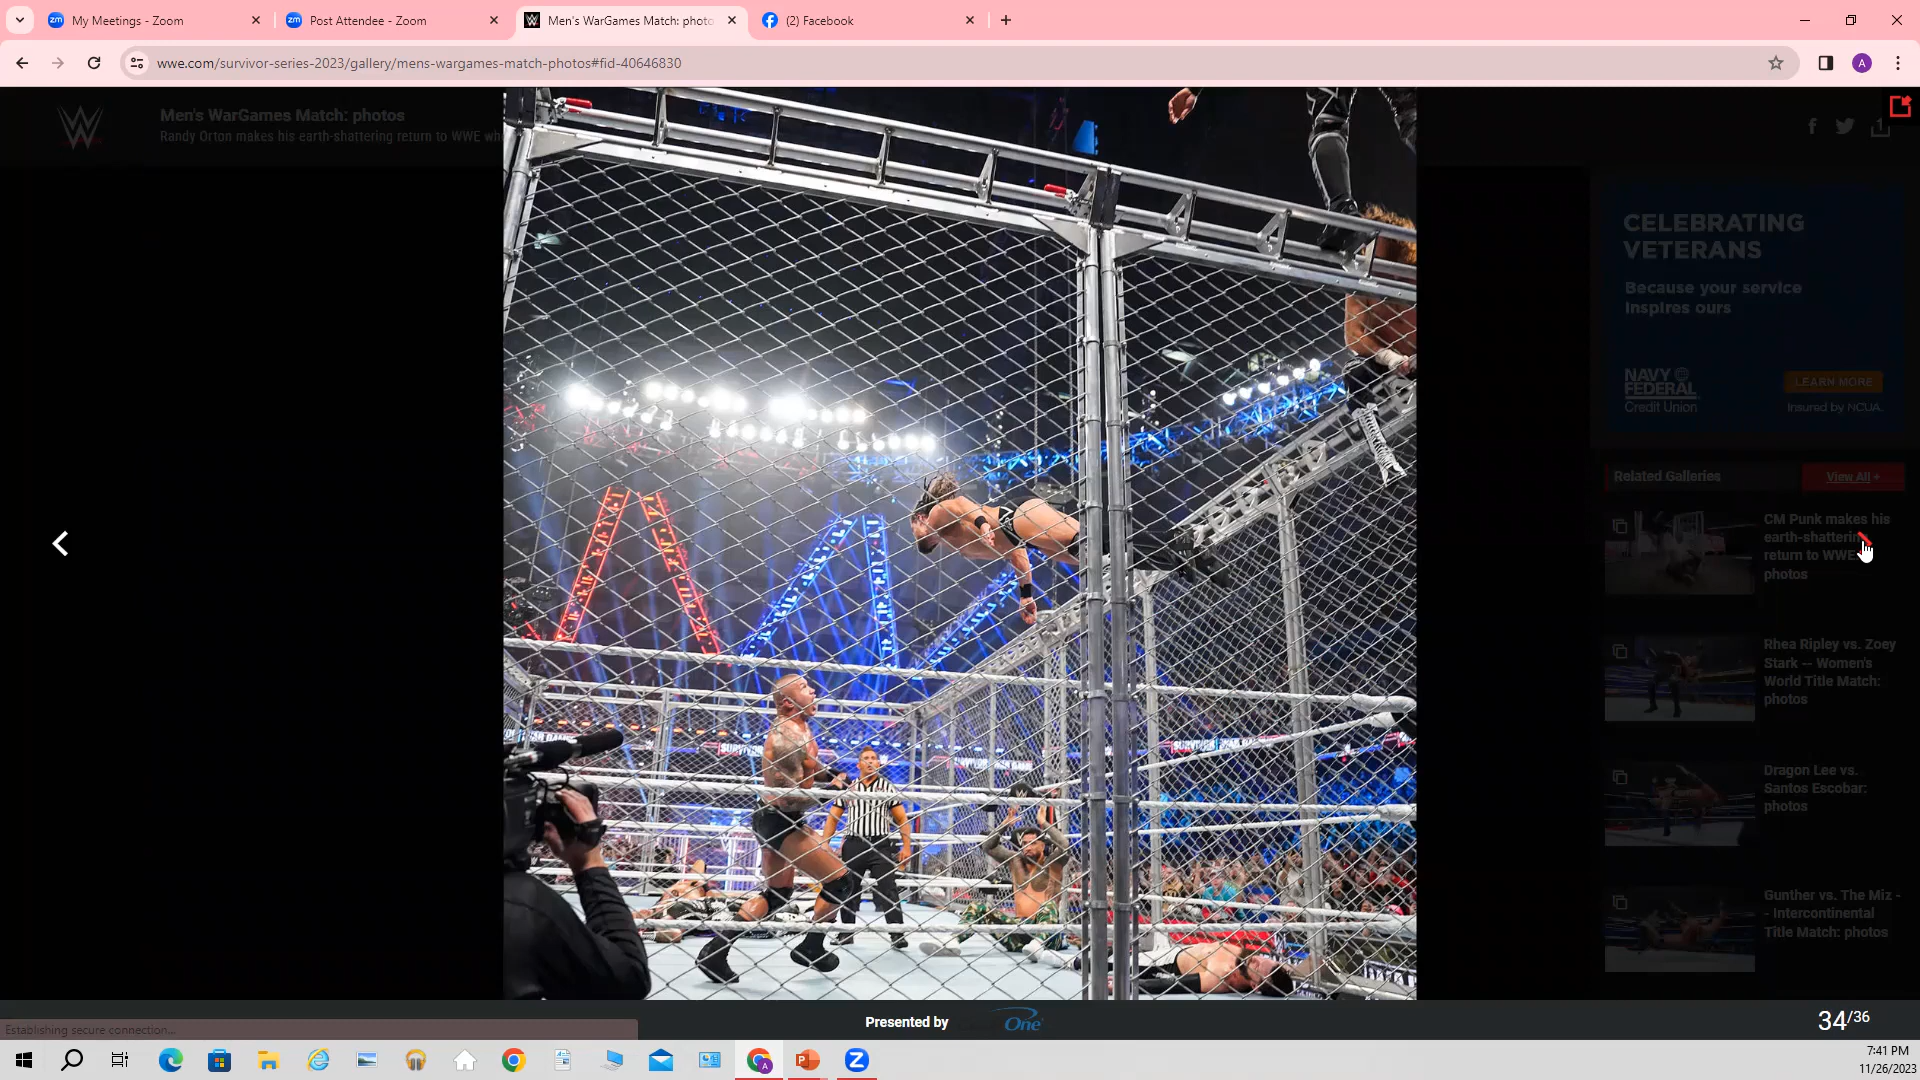 My Meetings - Zoom
Post Attendee - Zoom
Men's WarGames Match: photo
(2) Facebook
wwe.com/survivor-series-2023/gallery/mens-wargames-match-photos#fid-40646830
Men's WarGames Match: photos
Randy Orton makes his earth-shattering return to WWE wh
CELEBRATING
VETERANS
Because your service
inspires ours
NAVY
FEDERAL
Credit Union
LEARN MORE
Insured by NCUA.
Related Galleries
View All +
CM Punk makes his
earth-shattering
return to WWE
photos
Rhea Ripley vs. Zoey
Stark -- Women's
World Title Match:
photos
Dragon Lee vs.
Santos Escobar:
photos
Gunther vs. The Miz -
- Intercontinental
Title Match: photos
Establishing secure connection...
Presented by
One
34/36
7:41 PM
11/26/2023